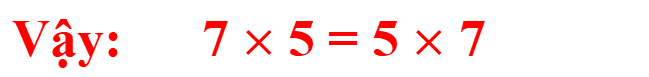 Vậy: 7 × 5 = 5 × 7